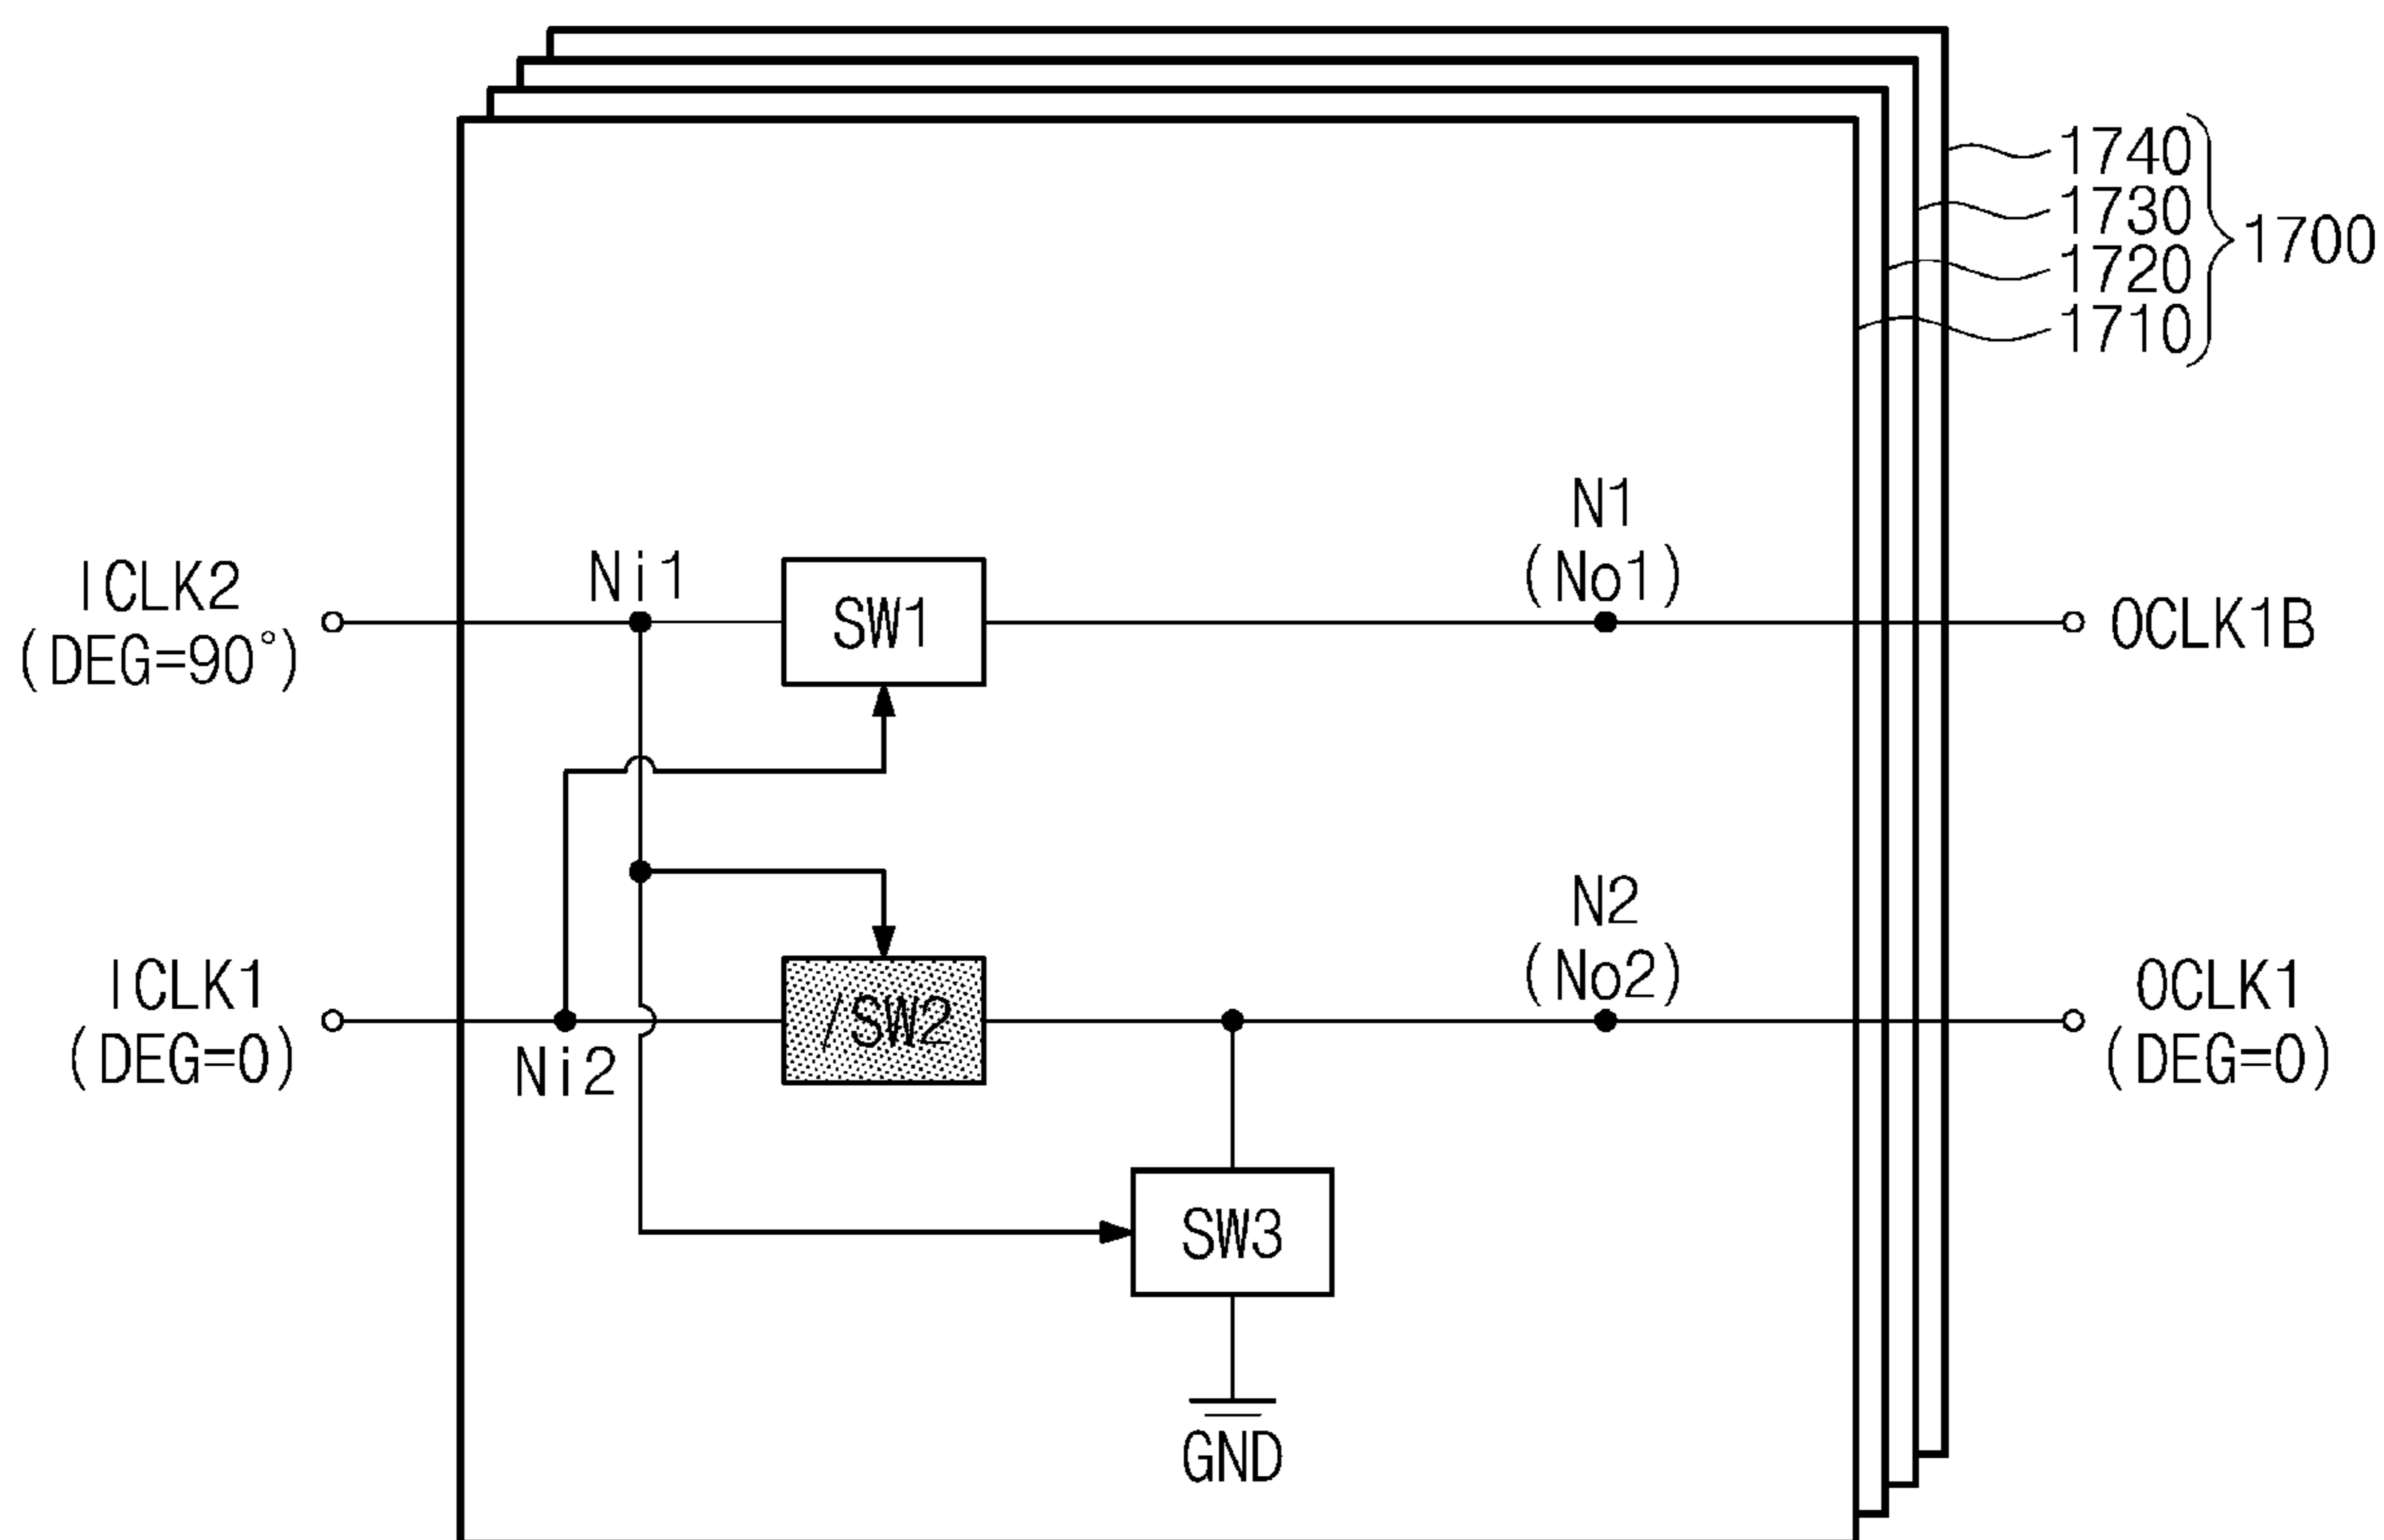 1740
1730
1720
1710
1700
N1
(No1)
ICLK2
(DEG=90°)
Ni1
SW1
OCLK1B
N2
(No2)
ICLK1
(DEG=0)
Ni2
/SW2
OCLK1
(DEG=0)
SW3
GND